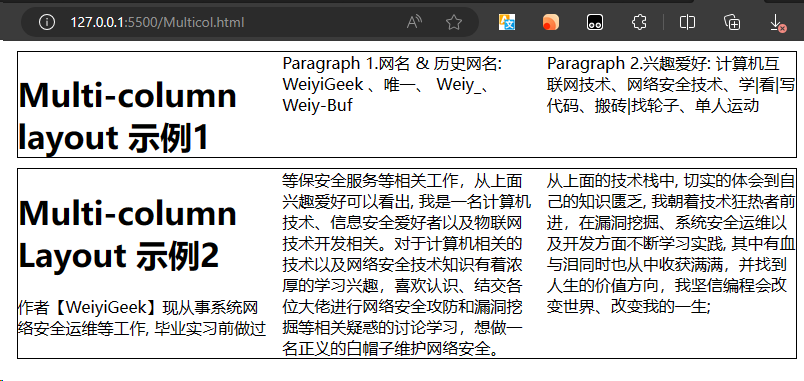 127.0.0.1:5500/Multicol.html
Multi-column
layout 示例1
Paragraph 1.网名 & 历史网名:
WeiyiGeek 、唯一、 Weiy_、
Weiy-Buf
Paragraph 2.兴趣爱好: 计算机互
联网技术、网络安全技术、学|看|写
代码、搬砖|找轮子、单人运动
Multi-column
Layout 示例2
作者【WeiyiGeek】现从事系统网
络安全运维等工作, 毕业实习前做过
等保安全服务等相关工作，从上面
兴趣爱好可以看出, 我是一名计算机
技术、信息安全爱好者以及物联网
技术开发相关。对于计算机相关的
技术以及网络安全技术知识有着浓
厚的学习兴趣，喜欢认识、结交各
位大佬进行网络安全攻防和漏洞挖
掘等相关疑惑的讨论学习，想做一
名正义的白帽子维护网络安全。
从上面的技术栈中, 切实的体会到自
己的知识匮乏, 我朝着技术狂热者前
进，在漏洞挖掘、系统安全运维以
及开发方面不断学习实践, 其中有血
与泪同时也从中收获满满，并找到
人生的价值方向，我坚信编程会改
变世界、改变我的一生;